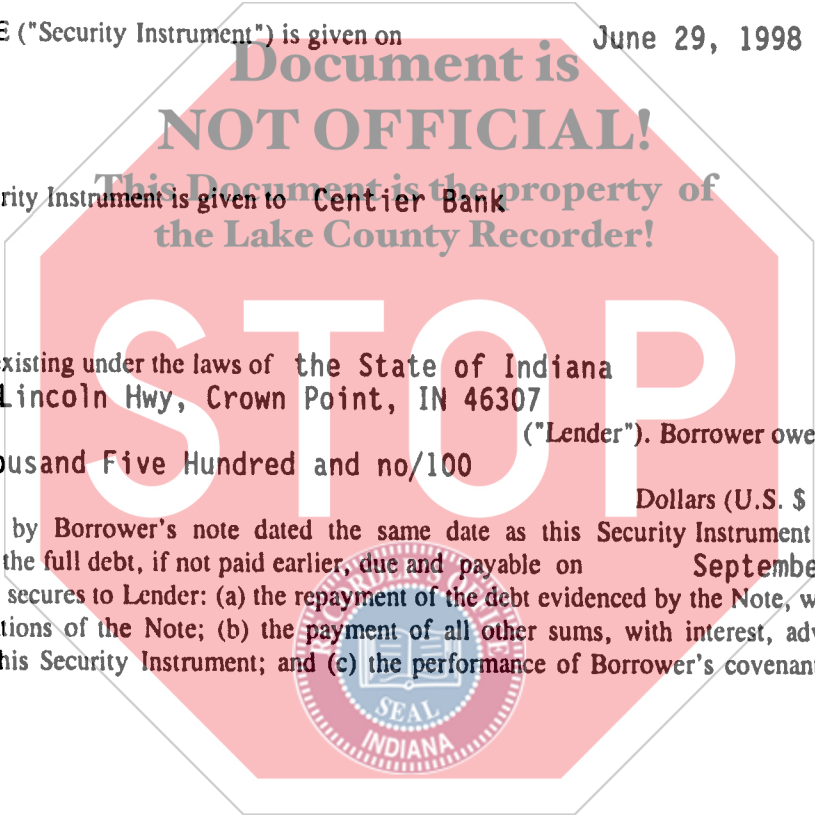 E ("Security Instrument") is given on June 29, 1998
Document is
NOT OFFICIAL!
This Document is the property of
rity Instrument is given to Centier Bank
the Lake County Recorder!
STOP
existing under the laws of the State of Indiana
Lincoln Hwy, Crown Point, IN 46307
("Lender"). Borrower owe
ousand Five Hundred and no/100
Dollars (U.S. $
by Borrower's note dated the same date as this Security Instrument
the full debt, if not paid earlier, due and payable on Septembe
secures to Lender: (a) the repayment of the debt evidenced by the Note, w
tions of the Note; (b) the payment of all other sums, with interest, adv
his Security Instrument; and (c) the performance of Borrower's covenant
RECORDER'S OFFICE
SEAL
INDIANA